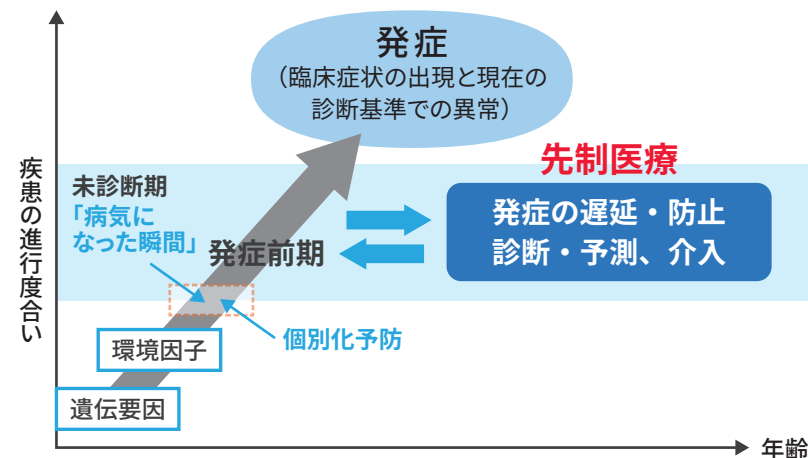 発症
（臨床症状の出現と現在の
診断基準での異常）
先制医療
疾患の進行度合い
未診断期
「病気に
なった瞬間」
発症前期
発症の遅延・防止
診断・予測、介入
個別化予防
環境因子
遺伝要因
年齢